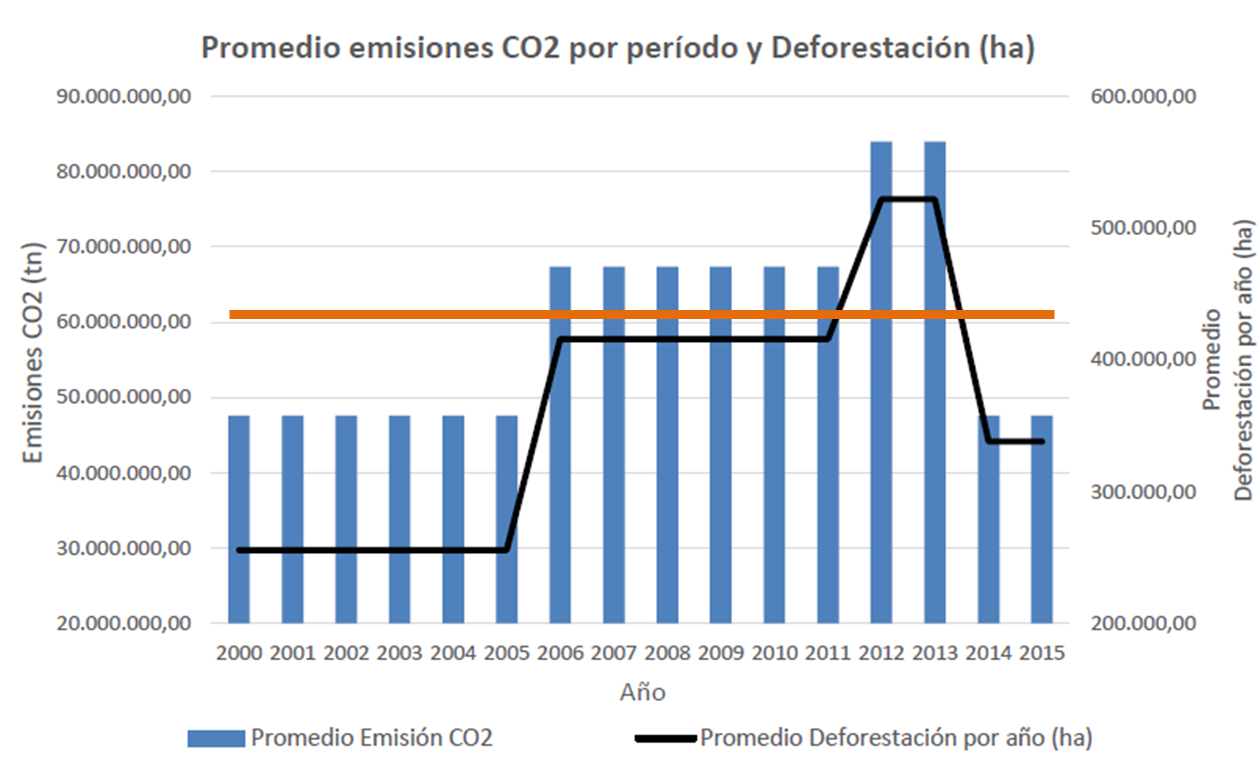 Promedio emisiones CO2 por período y Deforestación (ha)
90.000.000,00
80.000.000,00
70.000.000,00
60.000.000,00
50.000.000,00
40.000.000,00
30.000.000,00
20.000.000,00
Emisiones CO2 (tn)
600.000,00
500.000,00
400.000,00
300.000,00
200.000,00
Promedio
Deforestación por año (ha)
2000 2001 2002 2003 2004 2005 2006 2007 2008 2009 2010 2011 2012 2013 2014 2015
Año
Promedio Emisión CO2
Promedio Deforestación por año (ha)